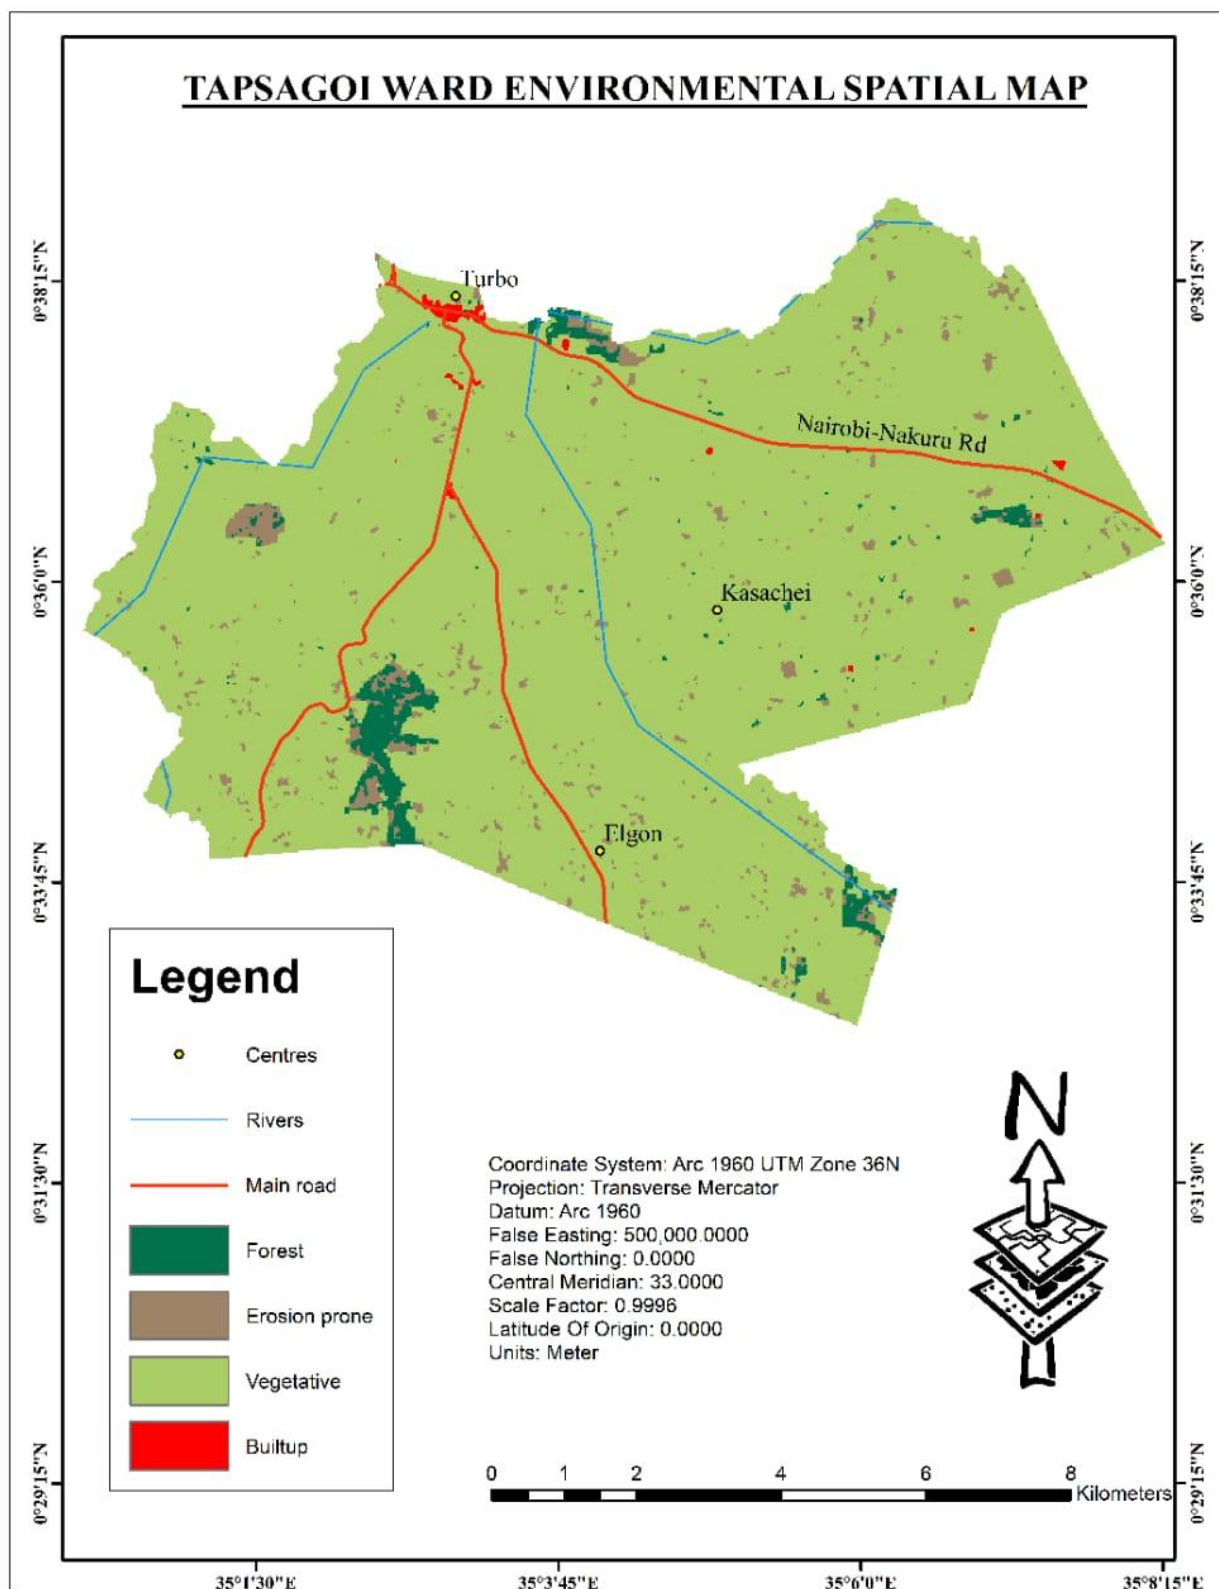 TAPSAGOI WARD ENVIRONMENTAL SPATIAL MAP
0°38'15"N
0°38'15"N
Turbo
Nairobi-Nakuru Rd
0°36'0"N
0°36'0"N
Kasachei
Elgon
0°33'45"N
0°33'45"N
Legend
Centres
Rivers
Main road
Forest
Erosion prone
Vegetative
Builtup
N
0°31'30"N
0°31'30"N
Coordinate System: Arc 1960 UTM Zone 36N
Projection: Transverse Mercator
Datum: Arc 1960
False Easting: 500,000.0000
False Northing: 0.0000
Central Meridian: 33.0000
Scale Factor: 0.9996
Latitude Of Origin: 0.0000
Units: Meter
0 1 2 4 6 8
Kilometers
0°29'15"N
0°29'15"N
35°1'30"E 35°3'45"E 35°6'0"E 35°8'15"E